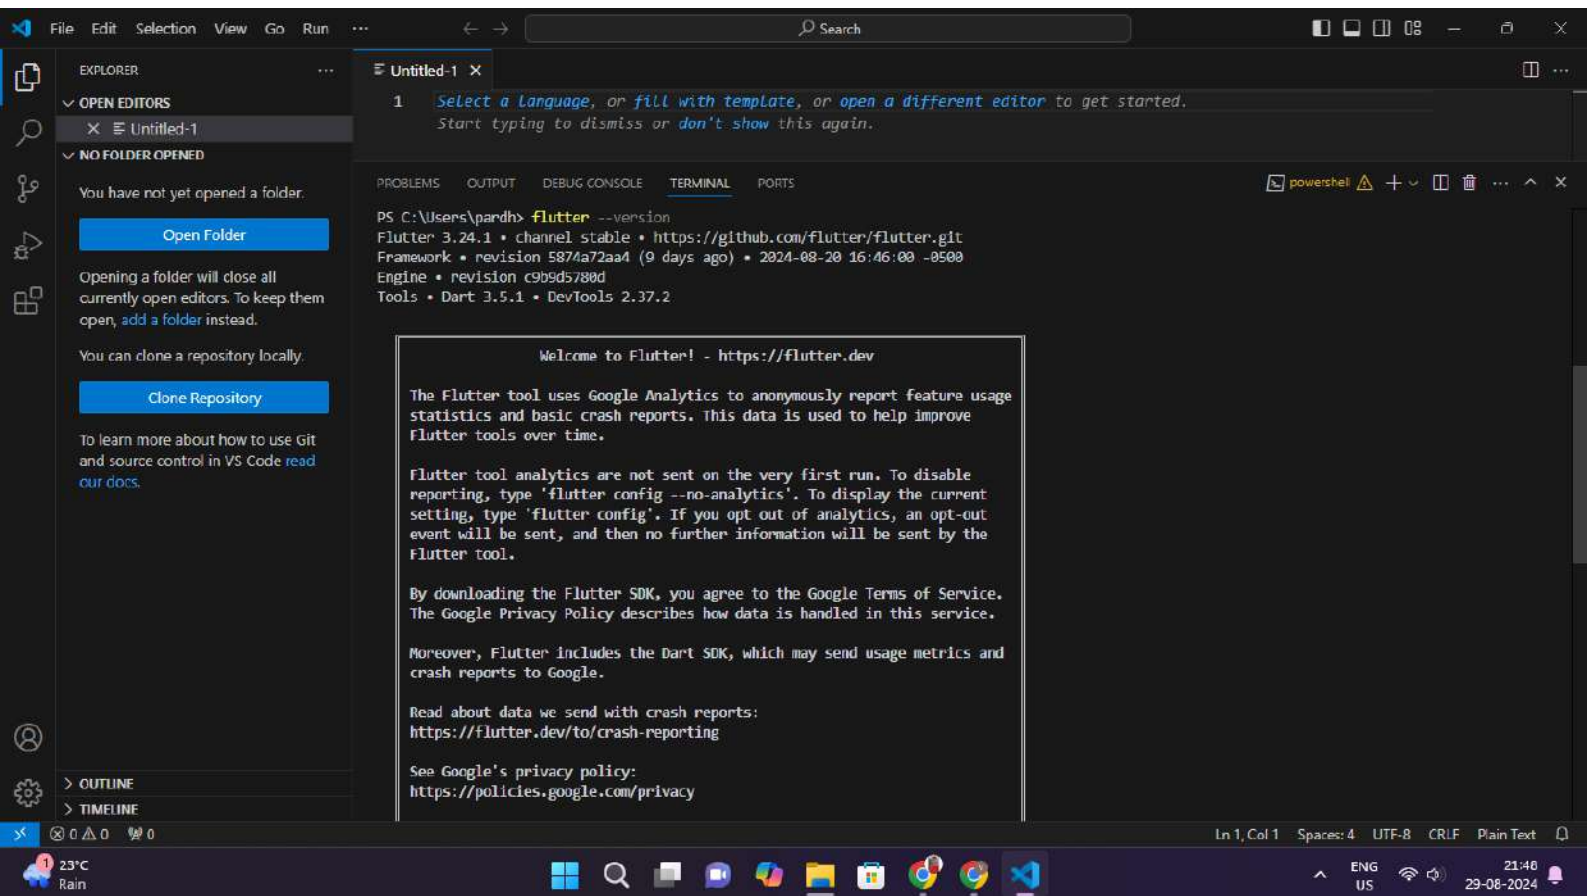 File Edit Selection View Go Run ···
Search
EXPLORER ···
OPEN EDITORS
Untitled-1
NO FOLDER OPENED
You have not yet opened a folder.
Open Folder
Opening a folder will close all
currently open editors. To keep them
open, add a folder instead.
You can clone a repository locally.
Clone Repository
To learn more about how to use Git
and source control in VS Code read
our docs.
OUTLINE
TIMELINE
Untitled-1
1 Select a language, or fill with template, or open a different editor to get started.
Start typing to dismiss or don't show this again.
PROBLEMS OUTPUT DEBUG CONSOLE TERMINAL PORTS
powershell
PS C:\Users\pardh> flutter --version
Flutter 3.24.1 • channel stable • https://github.com/flutter/flutter.git
Framework • revision 5874a72aa4 (9 days ago) • 2024-08-20 16:46:00 -0500
Engine • revision c9b9d5780d
Tools • Dart 3.5.1 • DevTools 2.37.2
Welcome to Flutter! - https://flutter.dev
The Flutter tool uses Google Analytics to anonymously report feature usage
statistics and basic crash reports. This data is used to help improve
Flutter tools over time.
Flutter tool analytics are not sent on the very first run. To disable
reporting, type 'flutter config --no-analytics'. To display the current
setting, type 'flutter config'. If you opt out of analytics, an opt-out
event will be sent, and then no further information will be sent by the
Flutter tool.
By downloading the Flutter SDK, you agree to the Google Terms of Service.
The Google Privacy Policy describes how data is handled in this service.
Moreover, Flutter includes the Dart SDK, which may send usage metrics and
crash reports to Google.
Read about data we send with crash reports:
https://flutter.dev/to/crash-reporting
See Google's privacy policy:
https://policies.google.com/privacy
0 0 0
Ln 1, Col 1 Spaces: 4 UTF-8 CRLF Plain Text
1
23°C
Rain
ENG
US
21:48
29-08-2024